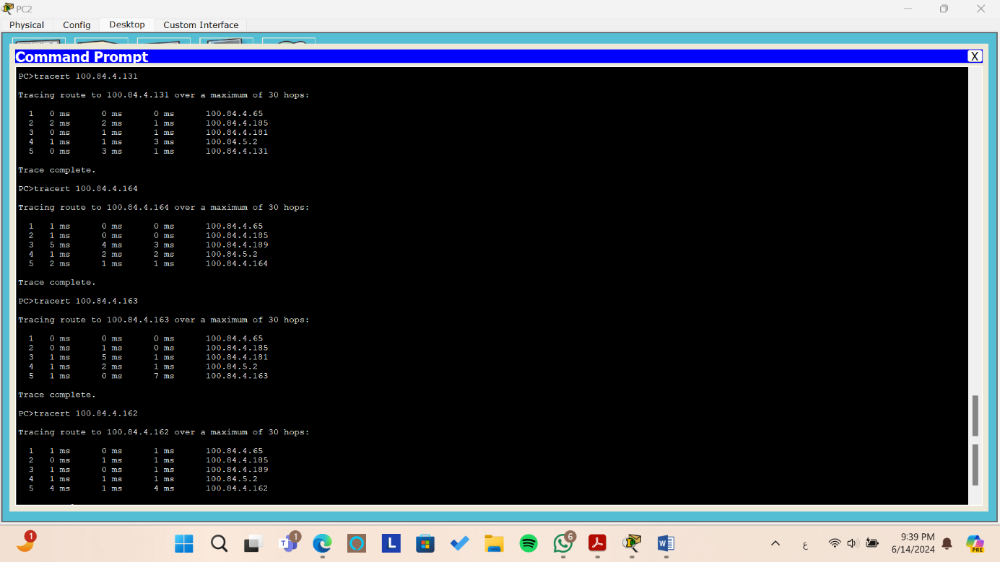 PC2
Physical Config Desktop Custom Interface
Command Prompt X
PC>tracert 100.84.4.131
Tracing route to 100.84.4.131 over a maximum of 30 hops:
1 0 ms 0 ms 0 ms 100.84.4.65
2 2 ms 2 ms 1 ms 100.84.4.185
3 0 ms 1 ms 1 ms 100.84.4.181
4 1 ms 1 ms 3 ms 100.84.5.2
5 0 ms 3 ms 1 ms 100.84.4.131
Trace complete.
PC>tracert 100.84.4.164
Tracing route to 100.84.4.164 over a maximum of 30 hops:
1 1 ms 0 ms 0 ms 100.84.4.65
2 1 ms 0 ms 0 ms 100.84.4.185
3 5 ms 4 ms 3 ms 100.84.4.189
4 1 ms 2 ms 2 ms 100.84.5.2
5 2 ms 1 ms 1 ms 100.84.4.164
Trace complete.
PC>tracert 100.84.4.163
Tracing route to 100.84.4.163 over a maximum of 30 hops:
1 0 ms 0 ms 0 ms 100.84.4.65
2 0 ms 1 ms 0 ms 100.84.4.185
3 1 ms 5 ms 1 ms 100.84.4.181
4 1 ms 2 ms 1 ms 100.84.5.2
5 1 ms 0 ms 7 ms 100.84.4.163
Trace complete.
PC>tracert 100.84.4.162
Tracing route to 100.84.4.162 over a maximum of 30 hops:
1 1 ms 0 ms 1 ms 100.84.4.65
2 0 ms 1 ms 1 ms 100.84.4.185
3 1 ms 0 ms 1 ms 100.84.4.189
4 1 ms 1 ms 1 ms 100.84.5.2
5 4 ms 1 ms 4 ms 100.84.4.162
1 T 1 L 6 W ع 9:39 PM PRE
6/14/2024